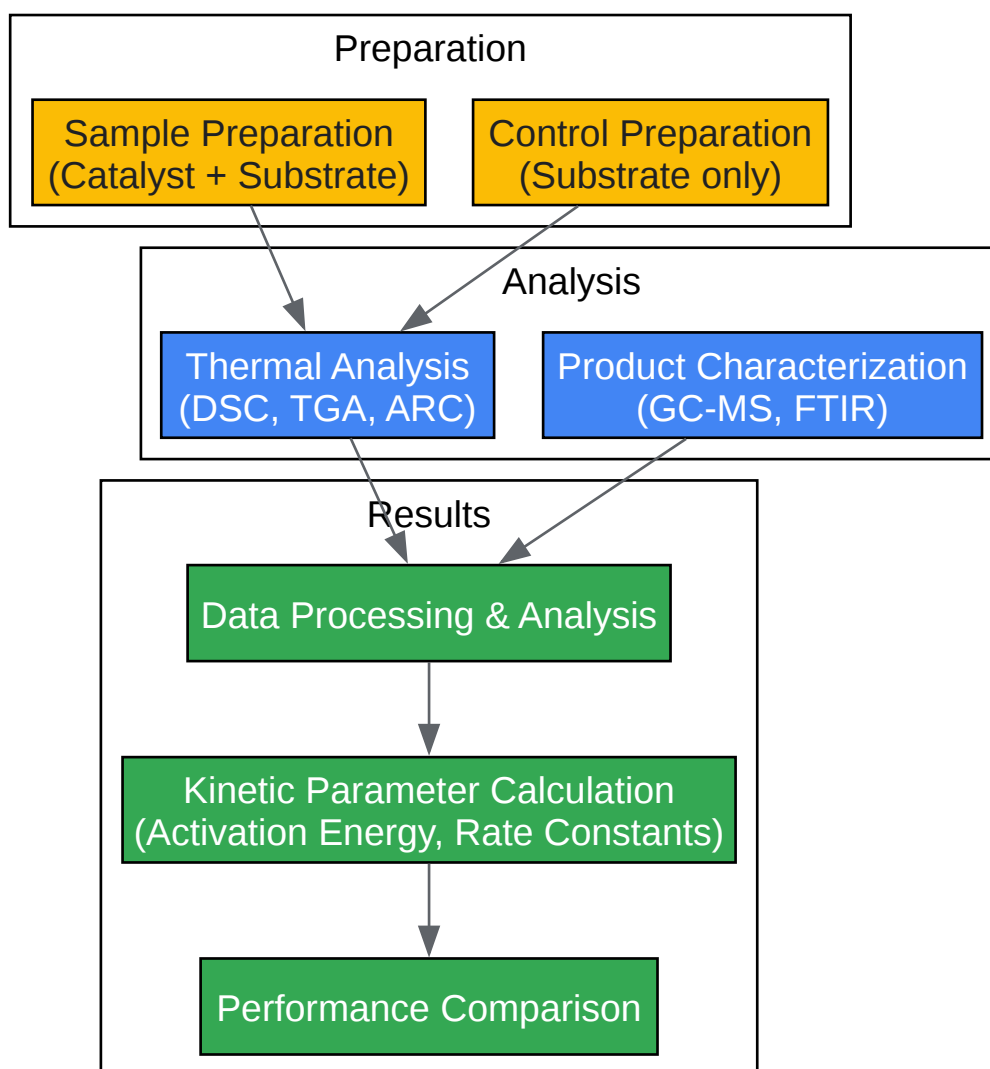 Preparation
Sample Preparation
(Catalyst + Substrate)
Control Preparation
(Substrate only)
Analysis
Thermal Analysis
(DSC, TGA, ARC)
Product Characterization
(GC-MS, FTIR)
Results
Data Processing & Analysis
Kinetic Parameter Calculation
(Activation Energy, Rate Constants)
Performance Comparison